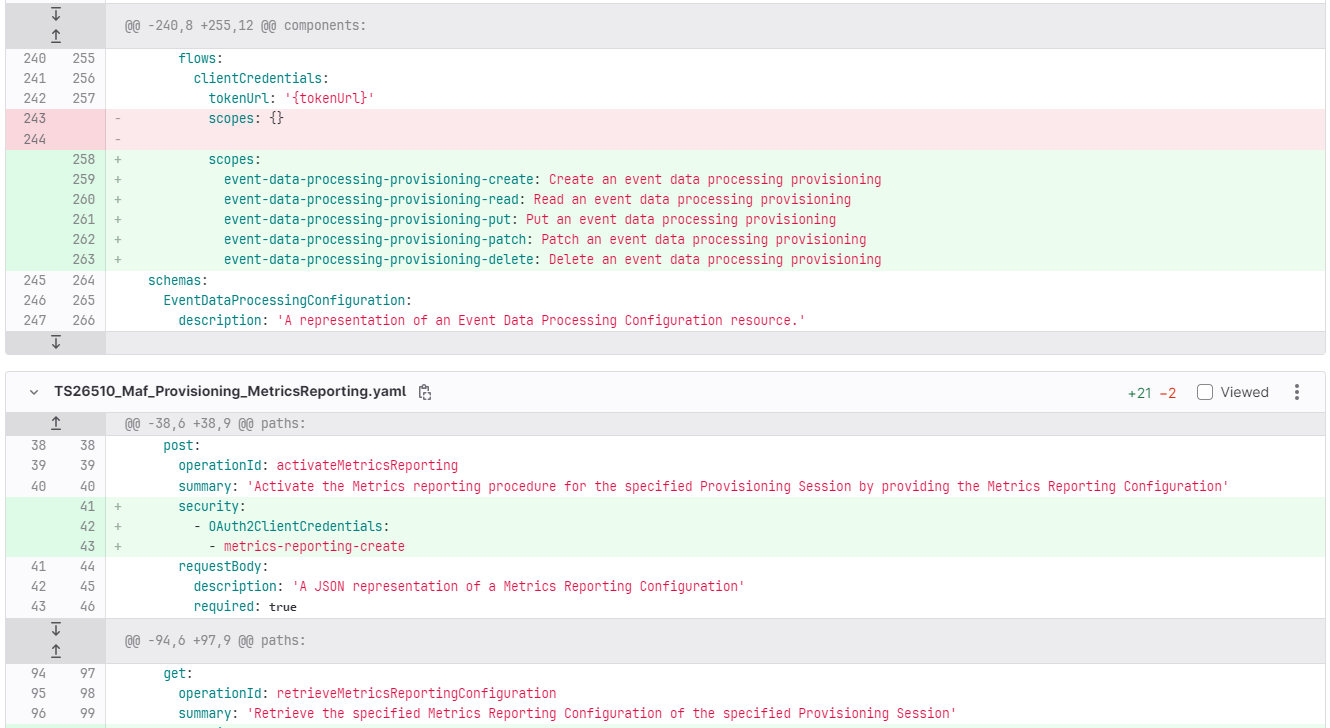 @@ -240,8 +255,12 @@ components:
240 255 flows:
241 256 clientCredentials:
242 257 tokenUrl: '{tokenUrl}'
243 - scopes: {}
244 -
258 + scopes:
259 + event-data-processing-provisioning-create: Create an event data processing provisioning
260 + event-data-processing-provisioning-read: Read an event data processing provisioning
261 + event-data-processing-provisioning-put: Put an event data processing provisioning
262 + event-data-processing-provisioning-patch: Patch an event data processing provisioning
263 + event-data-processing-provisioning-delete: Delete an event data processing provisioning
245 264 schemas:
246 265 EventDataProcessingConfiguration:
247 266 description: 'A representation of an Event Data Processing Configuration resource.'
TS26510_Maf_Provisioning_MetricsReporting.yaml +21 −2 Viewed
@@ -38,6 +38,9 @@ paths:
38 38 post:
39 39 operationId: activateMetricsReporting
40 40 summary: 'Activate the Metrics reporting procedure for the specified Provisioning Session by providing the Metrics Reporting Configuration'
41 + security:
42 + - OAuth2ClientCredentials:
43 + - metrics-reporting-create
41 44 requestBody:
42 45 description: 'A JSON representation of a Metrics Reporting Configuration'
43 46 required: true
@@ -94,6 +97,9 @@ paths:
94 97 get:
95 98 operationId: retrieveMetricsReportingConfiguration
96 99 summary: 'Retrieve the specified Metrics Reporting Configuration of the specified Provisioning Session'